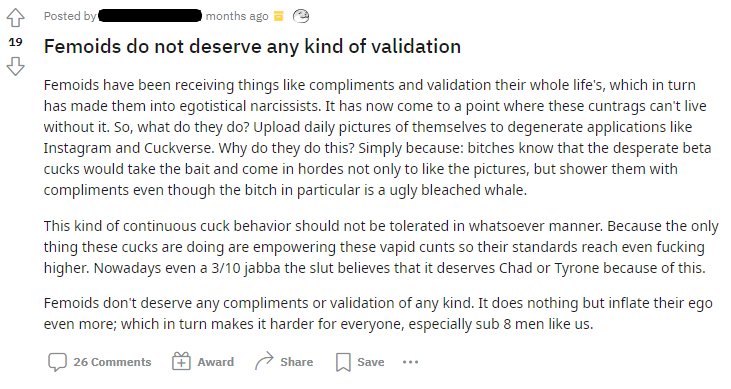 Posted by months ago
19
Femoids do not deserve any kind of validation
Femoids have been receiving things like compliments and validation their whole life's, which in turn
has made them into egotistical narcissists. It has now come to a point where these cuntrags can't live
without it. So, what do they do? Upload daily pictures of themselves to degenerate applications like
Instagram and Cuckverse. Why do they do this? Simply because: bitches know that the desperate beta
cucks would take the bait and come in hordes not only to like the pictures, but shower them with
compliments even though the bitch in particular is a ugly bleached whale.
This kind of continuous cuck behavior should not be tolerated in whatsoever manner. Because the only
thing these cucks are doing are empowering these vapid cunts so their standards reach even fucking
higher. Nowadays even a 3/10 jabba the slut believes that it deserves Chad or Tyrone because of this.
Femoids don't deserve any compliments or validation of any kind. It does nothing but inflate their ego
even more; which in turn makes it harder for everyone, especially sub 8 men like us.
26 Comments Award Share Save